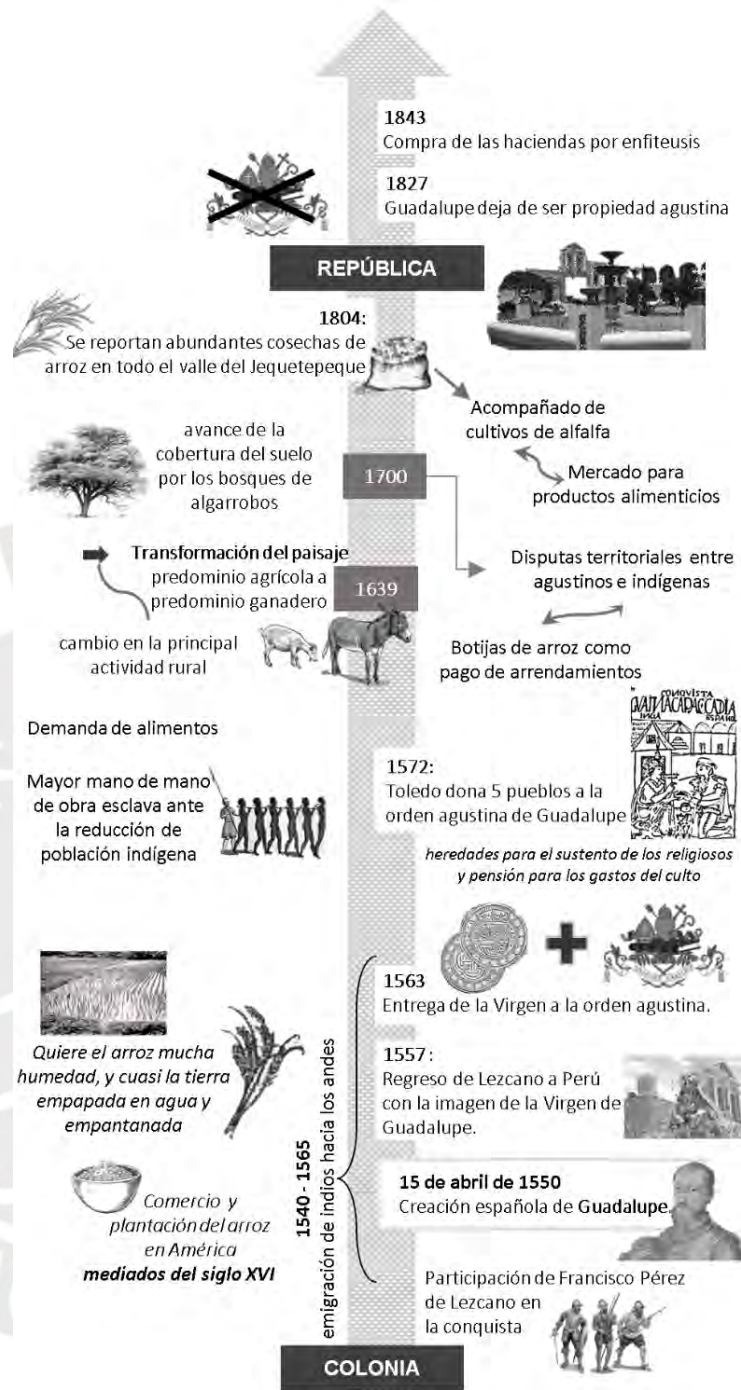 1843
Compra de las haciendas por enfiteusis
1827
Guadalupe deja de ser propiedad agustina
REPÚBLICA
1804:
Se reportan abundantes cosechas de
arroz en todo el valle del Jequetepeque
Acompañado de
cultivos de alfalfa
Mercado para
productos alimenticios
avance de la
cobertura del suelo
por los bosques de
algarrobos
1700
Disputas territoriales entre
agustinos e indígenas
Botijas de arroz como
pago de arrendamientos
Transformación del paisaje
predominio agrícola a
predominio ganadero
1639
cambio en la principal
actividad rural
Demanda de alimentos
Mayor mano de mano
de obra esclava ante
la reducción de
población indígena
CONQVISTA
1572:
Toledo dona 5 pueblos a la
orden agustina de Guadalupe
heredades para el sustento de los religiosos
y pensión para los gastos del culto
1563
Entrega de la Virgen a la orden agustina.
1557:
Regreso de Lezcano a Perú
con la imagen de la Virgen de
Guadalupe.
15 de abril de 1550
Creación española de Guadalupe.
Participación de Francisco Pérez
de Lezcano en
la conquista
1540 - 1565
emigración de indios hacia los andes
Quiere el arroz mucha
humedad, y cuasi la tierra
empapada en agua y
empantanada
Comercio y
plantación del arroz
en América
mediados del siglo XVI
COLONIA